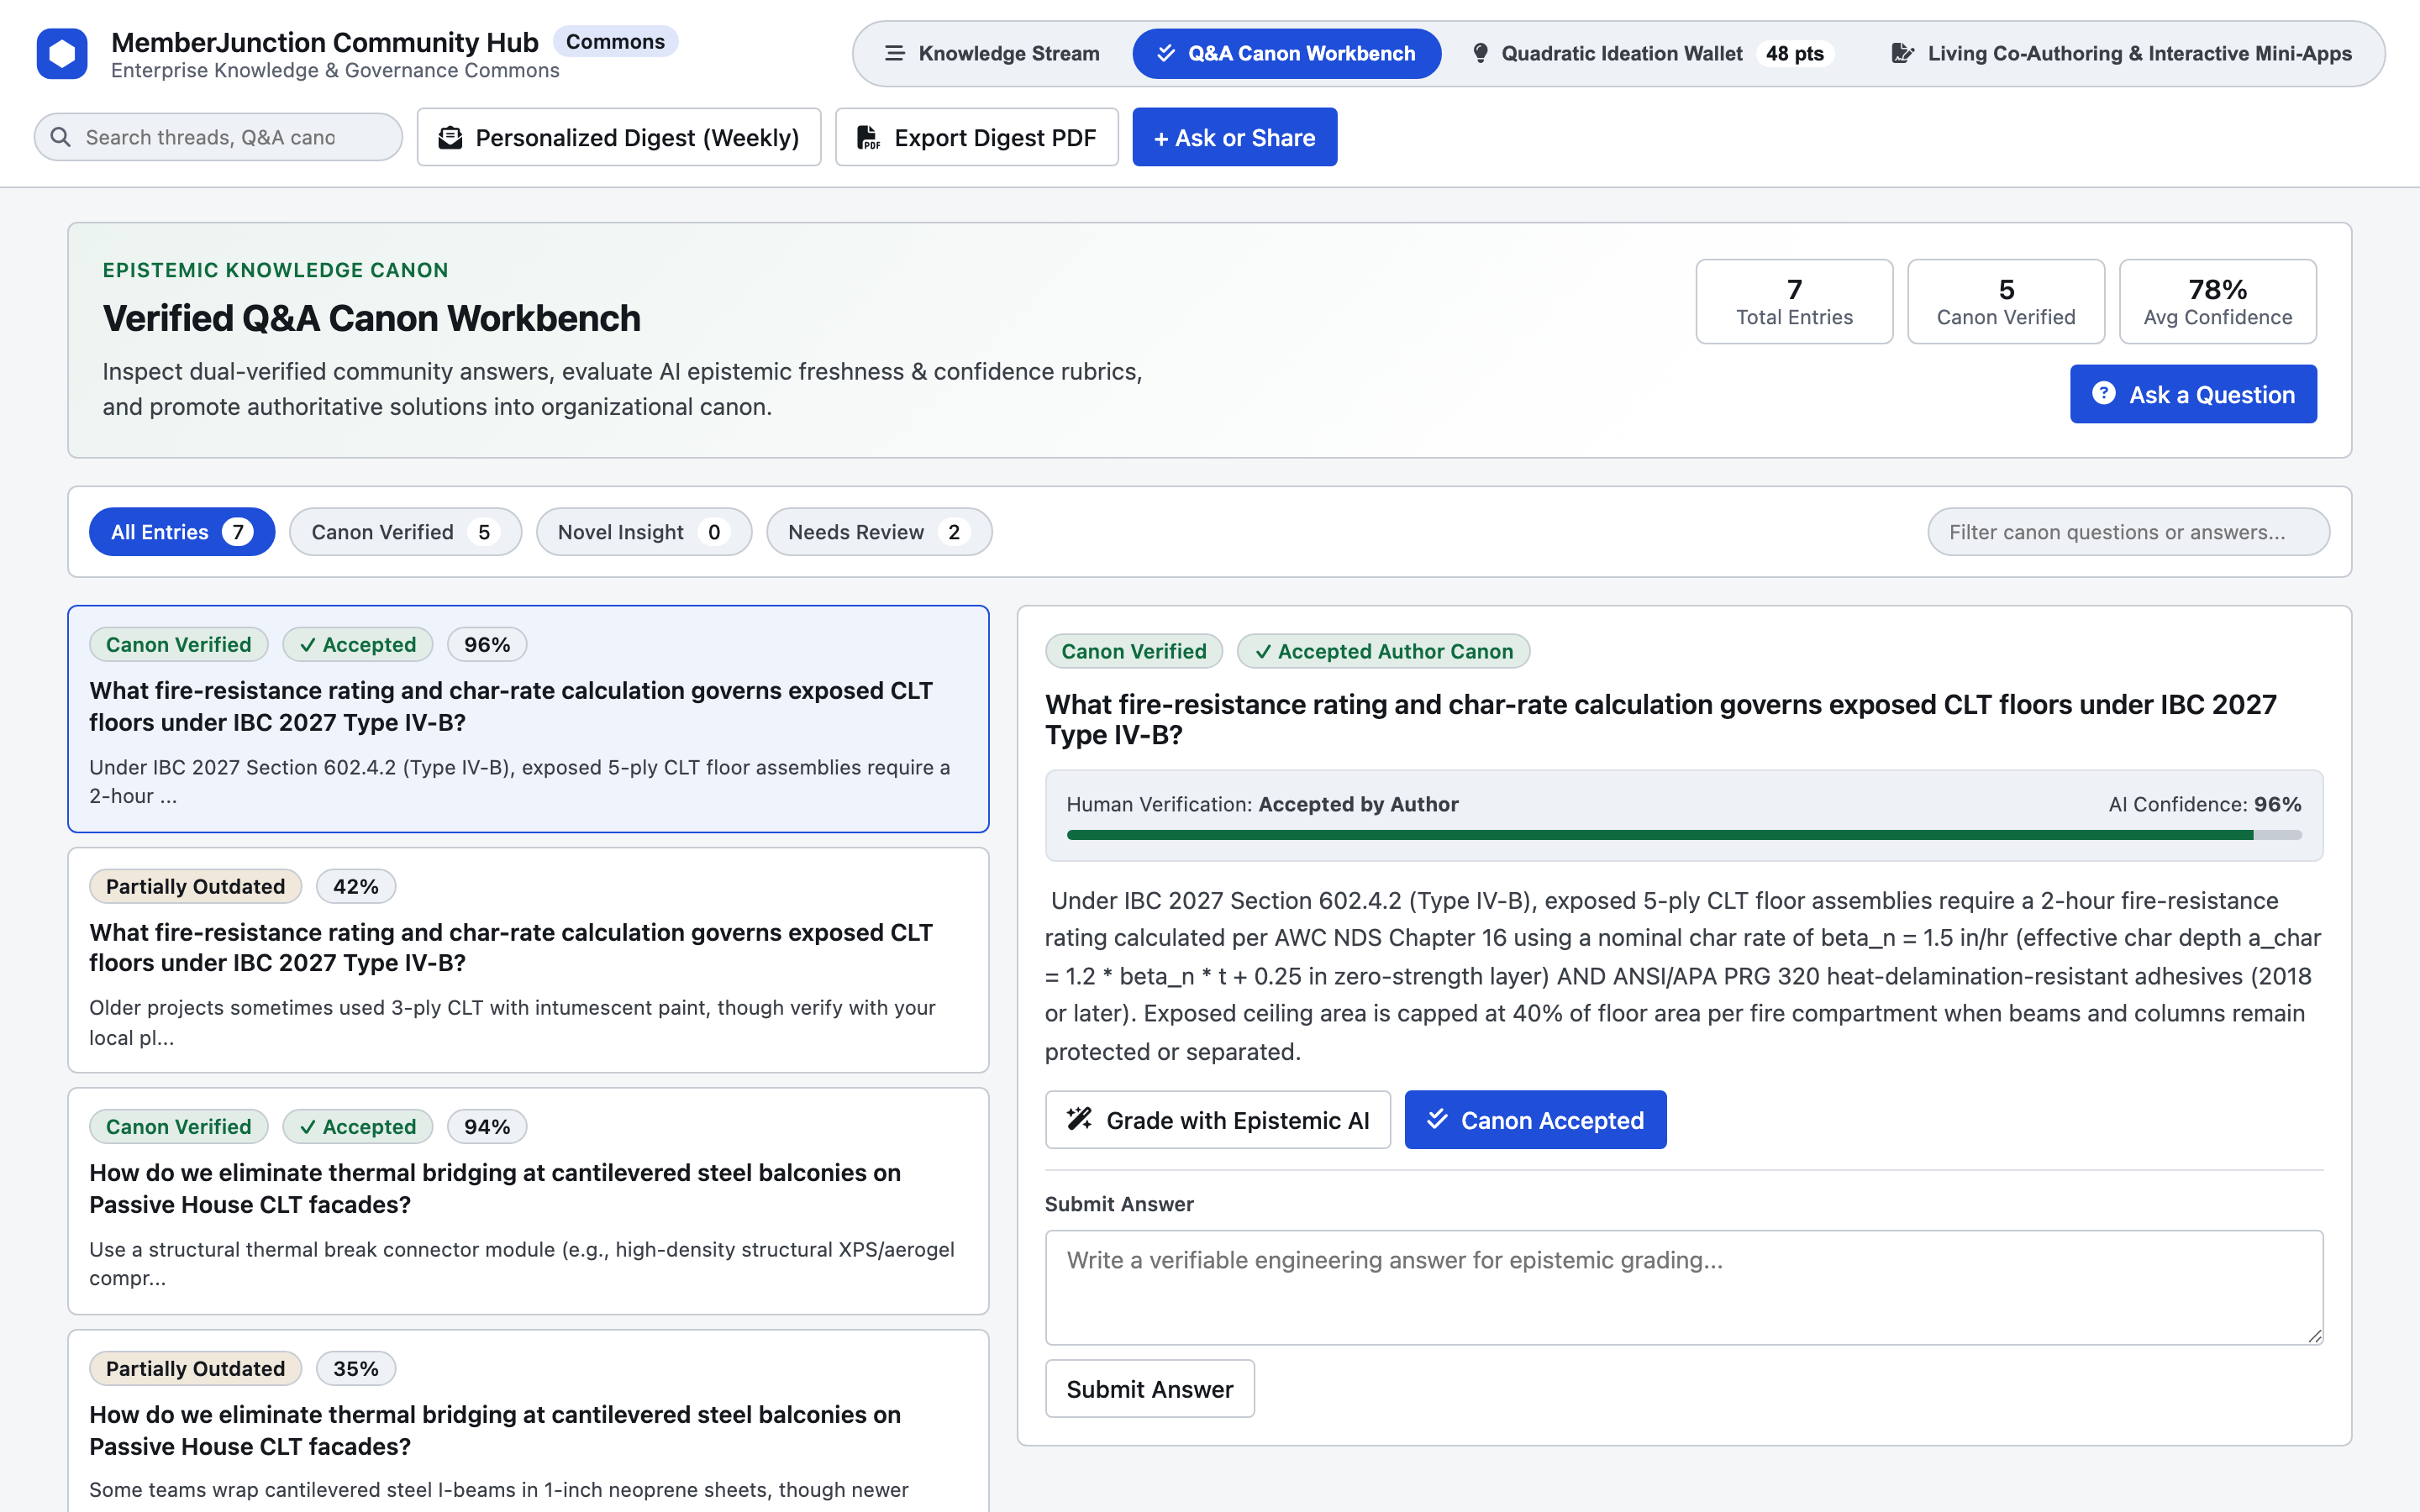 MemberJunction Community Hub Commons
Enterprise Knowledge & Governance Commons
Knowledge Stream
Q&A Canon Workbench
Quadratic Ideation Wallet 48 pts
Living Co-Authoring & Interactive Mini-Apps
Search threads, Q&A canc
Personalized Digest (Weekly)
PDF Export Digest PDF
+ Ask or Share
EPISTEMIC KNOWLEDGE CANON
Verified Q&A Canon Workbench
Inspect dual-verified community answers, evaluate AI epistemic freshness & confidence rubrics,
and promote authoritative solutions into organizational canon.
7
Total Entries
5
Canon Verified
78%
Avg Confidence
? Ask a Question
All Entries 7
Canon Verified 5
Novel Insight 0
Needs Review 2
Filter canon questions or answers...
Canon Verified ✓ Accepted 96%
What fire-resistance rating and char-rate calculation governs exposed CLT
floors under IBC 2027 Type IV-B?
Under IBC 2027 Section 602.4.2 (Type IV-B), exposed 5-ply CLT floor assemblies require a
2-hour ...
Partially Outdated 42%
What fire-resistance rating and char-rate calculation governs exposed CLT
floors under IBC 2027 Type IV-B?
Older projects sometimes used 3-ply CLT with intumescent paint, though verify with your
local pl...
Canon Verified ✓ Accepted 94%
How do we eliminate thermal bridging at cantilevered steel balconies on
Passive House CLT facades?
Use a structural thermal break connector module (e.g., high-density structural XPS/aerogel
compr...
Partially Outdated 35%
How do we eliminate thermal bridging at cantilevered steel balconies on
Passive House CLT facades?
Some teams wrap cantilevered steel I-beams in 1-inch neoprene sheets, though newer
Canon Verified ✓ Accepted Author Canon
What fire-resistance rating and char-rate calculation governs exposed CLT floors under IBC 2027
Type IV-B?
Human Verification: Accepted by Author
AI Confidence: 96%
Under IBC 2027 Section 602.4.2 (Type IV-B), exposed 5-ply CLT floor assemblies require a 2-hour fire-resistance
rating calculated per AWC NDS Chapter 16 using a nominal char rate of beta_n = 1.5 in/hr (effective char depth a_char
= 1.2 * beta_n * t + 0.25 in zero-strength layer) AND ANSI/APA PRG 320 heat-delamination-resistant adhesives (2018
or later). Exposed ceiling area is capped at 40% of floor area per fire compartment when beams and columns remain
protected or separated.
Grade with Epistemic AI
Canon Accepted
Submit Answer
Write a verifiable engineering answer for epistemic grading...
Submit Answer